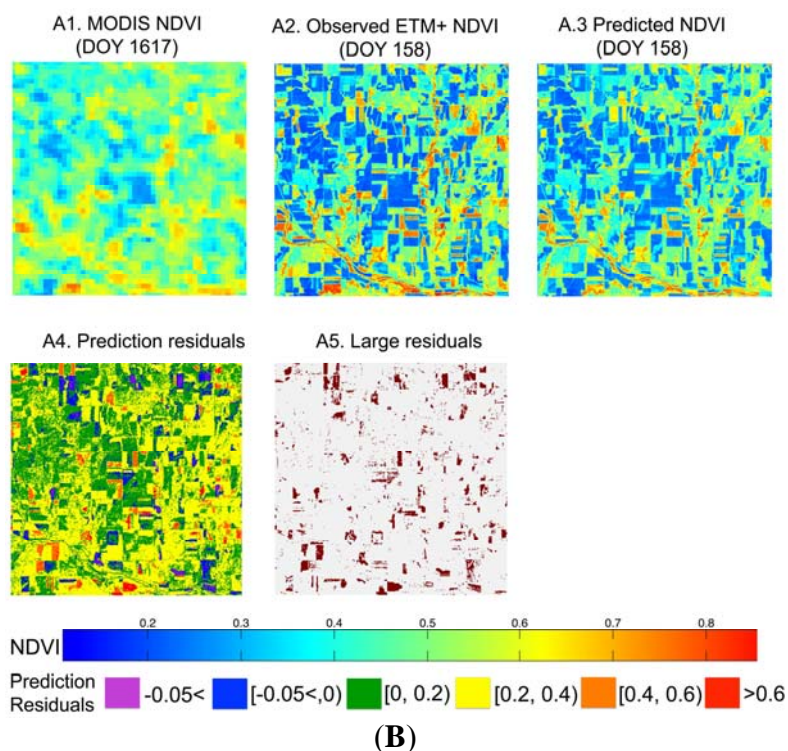 A1. MODIS NDVI
(DOY 1617)
A2. Observed ETM+ NDVI
(DOY 158)
A.3 Predicted NDVI
(DOY 158)
A4. Prediction residuals
A5. Large residuals
0.2 0.3 0.4 0.5 0.6 0.7 0.8
NDVI
Prediction
Residuals
-0.05< [-0.05<,0) [0, 0.2) [0.2, 0.4) [0.4, 0.6) >0.6
(B)